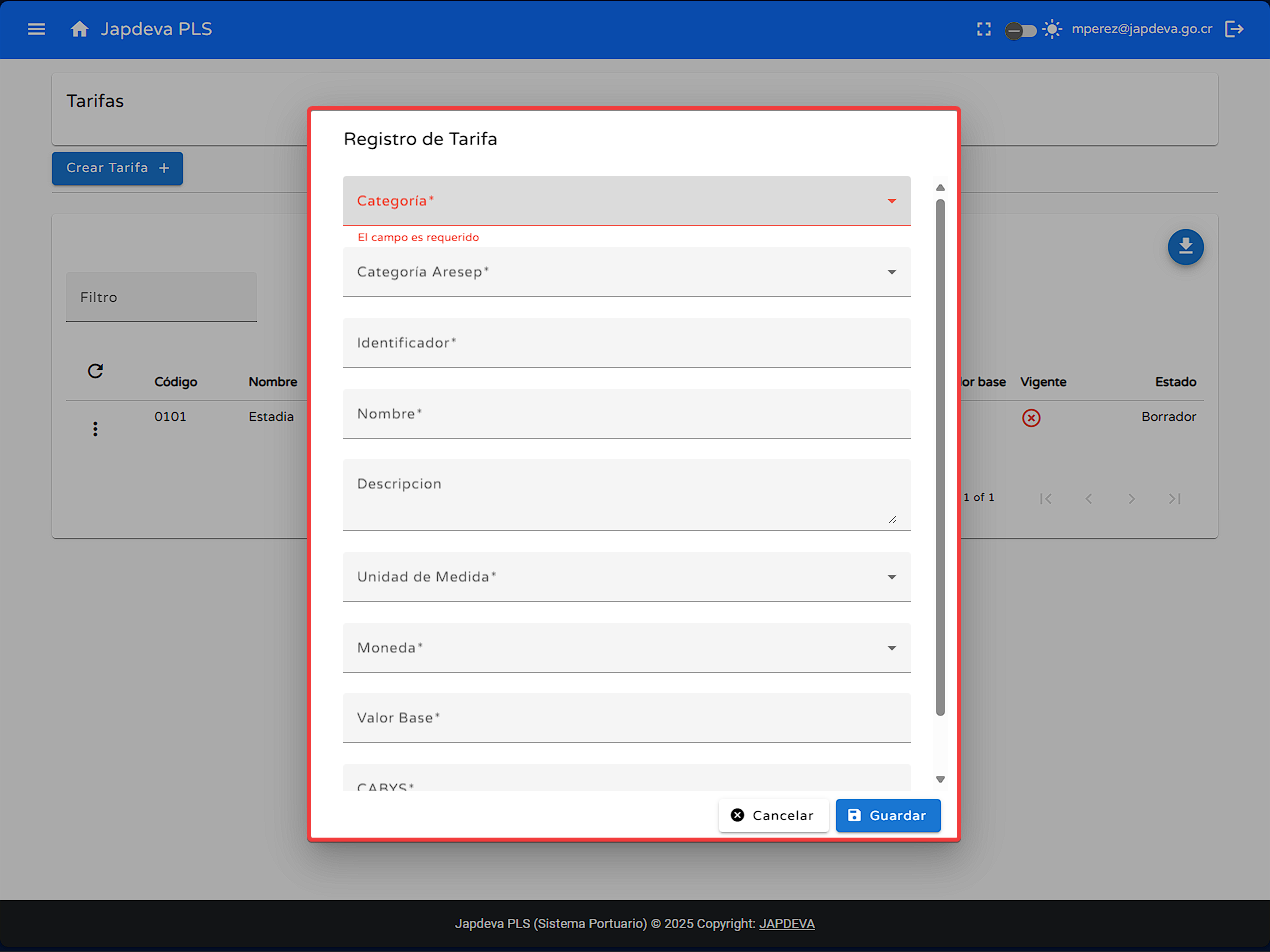 Japdeva PLS
mperez@japdeva.go.cr
Tarifas
Crear Tarifa +
Filtro
Código Nombre or base Vigente Estado
0101 Estadia Borrador
1 of 1
Registro de Tarifa
Categoría*
El campo es requerido
Categoría Aresep*
Identificador*
Nombre*
Descripcion
Unidad de Medida*
Moneda*
Valor Base*
CABYS*
Cancelar Guardar
Japdeva PLS (Sistema Portuario) © 2025 Copyright: JAPDEVA